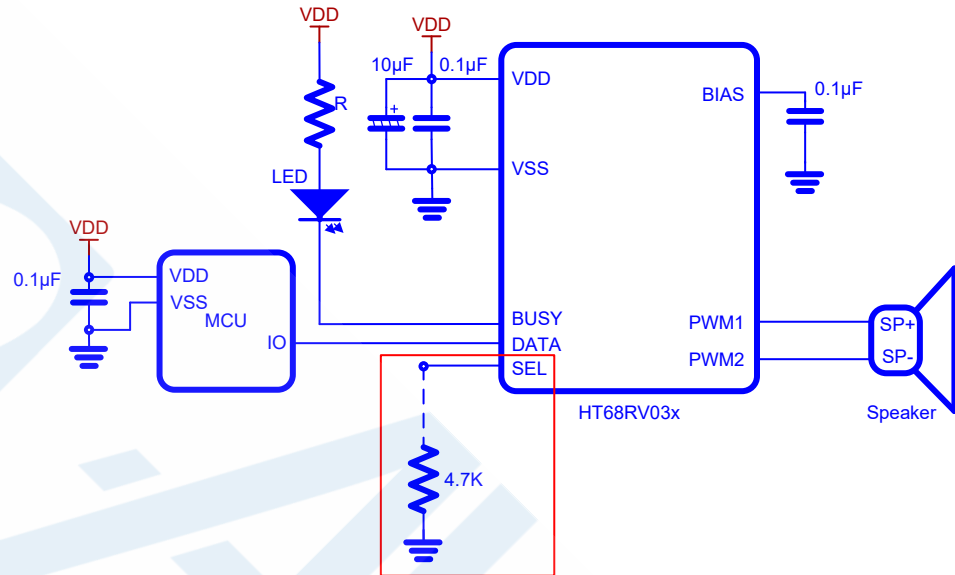 VDD
VDD
10µF
0.1µF
VDD
BIAS
0.1µF
R
LED
VSS
VDD
0.1µF
VDD
VSS
MCU
IO
BUSY
DATA
SEL
PWM1
PWM2
SP+
SP-
HT68RV03x
Speaker
4.7K
+